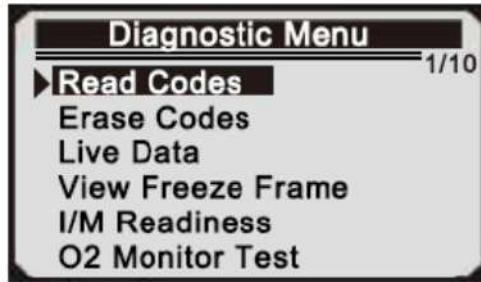 Diagnostic Menu
1/10
Read Codes
Erase Codes
Live Data
View Freeze Frame
I/M Readiness
O2 Monitor Test